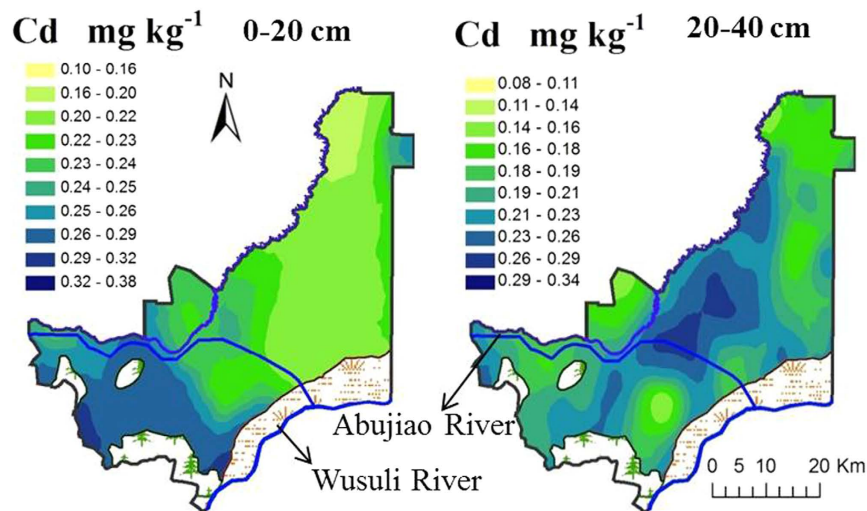 Cd mg kg-1 0-20 cm
0.10 - 0.16
0.16 - 0.20
0.20 - 0.22
0.22 - 0.23
0.23 - 0.24
0.24 - 0.25
0.25 - 0.26
0.26 - 0.29
0.29 - 0.32
0.32 - 0.38
N
Cd mg kg-1 20-40 cm
0.08 - 0.11
0.11 - 0.14
0.14 - 0.16
0.16 - 0.18
0.18 - 0.19
0.19 - 0.21
0.21 - 0.23
0.23 - 0.26
0.26 - 0.29
0.29 - 0.34
Abujiao River
Wusuli River
0 5 10 20 Km